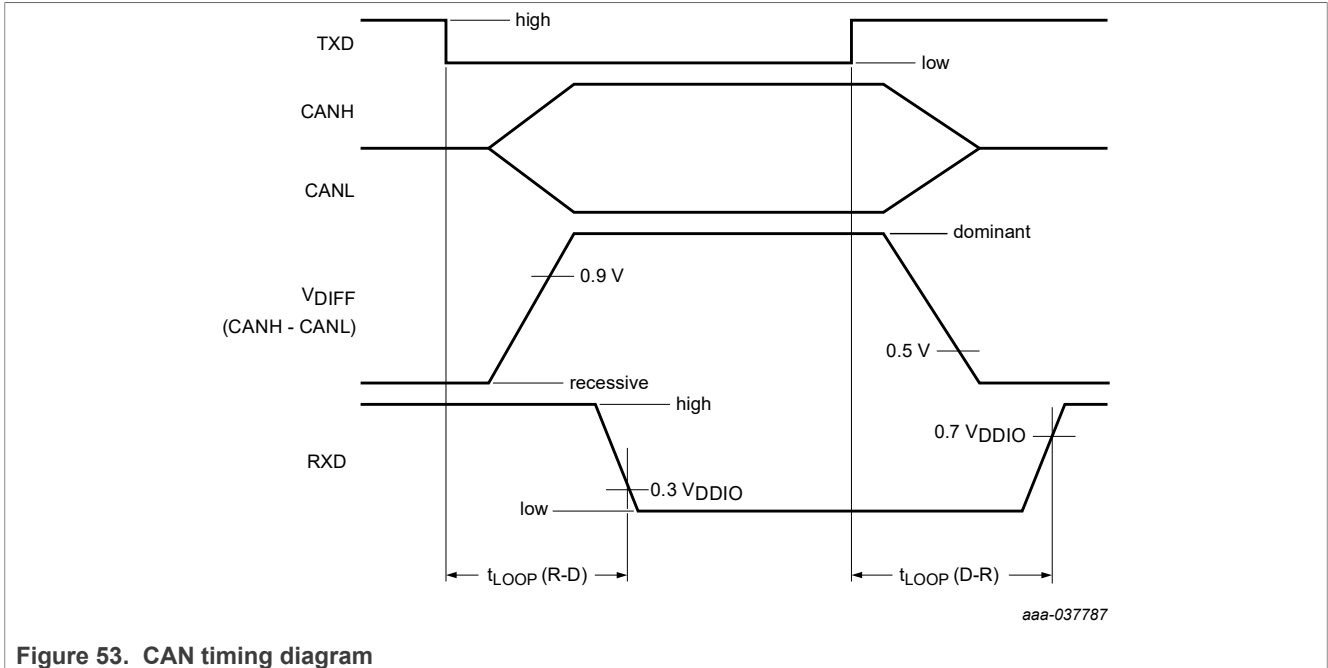 high
TXD
low
CANH
CANL
dominant
0.9 V
VDIFF
(CANH - CANL)
0.5 V
recessive
high
0.7 VDDIO
RXD
0.3 VDDIO
low
tLOOP (R-D)
tLOOP (D-R)
aaa-037787
Figure 53. CAN timing diagram